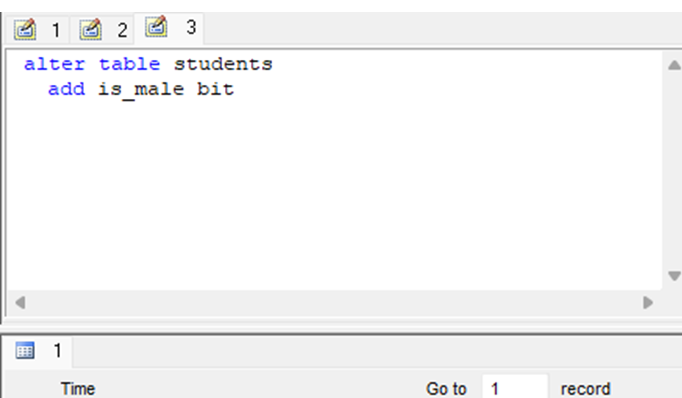 1 2 3
alter table students
add is_male bit
1
Time Go to 1 record